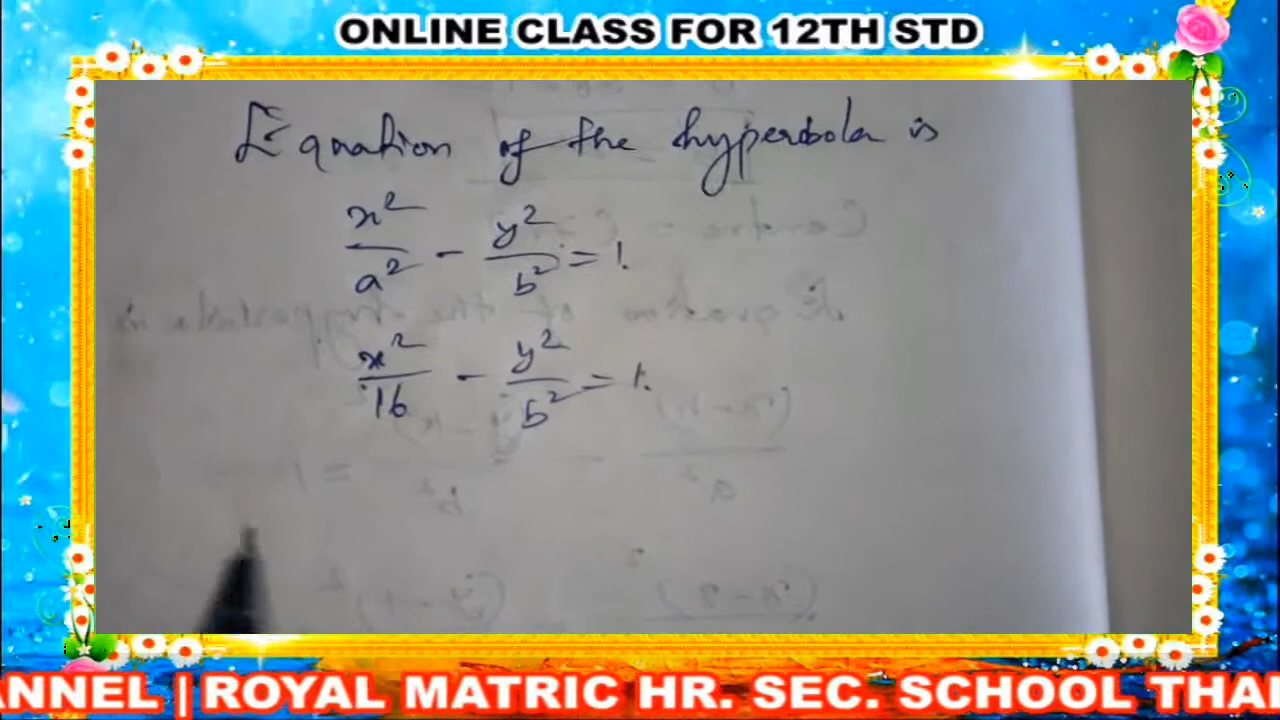 ONLINE CLASS FOR 12TH STD
Equation of the hyperbola is
x²/a² - y²/b² = 1.
x²/16 - y²/b² = 1.
ANNEL | ROYAL MATRIC HR. SEC. SCHOOL THA